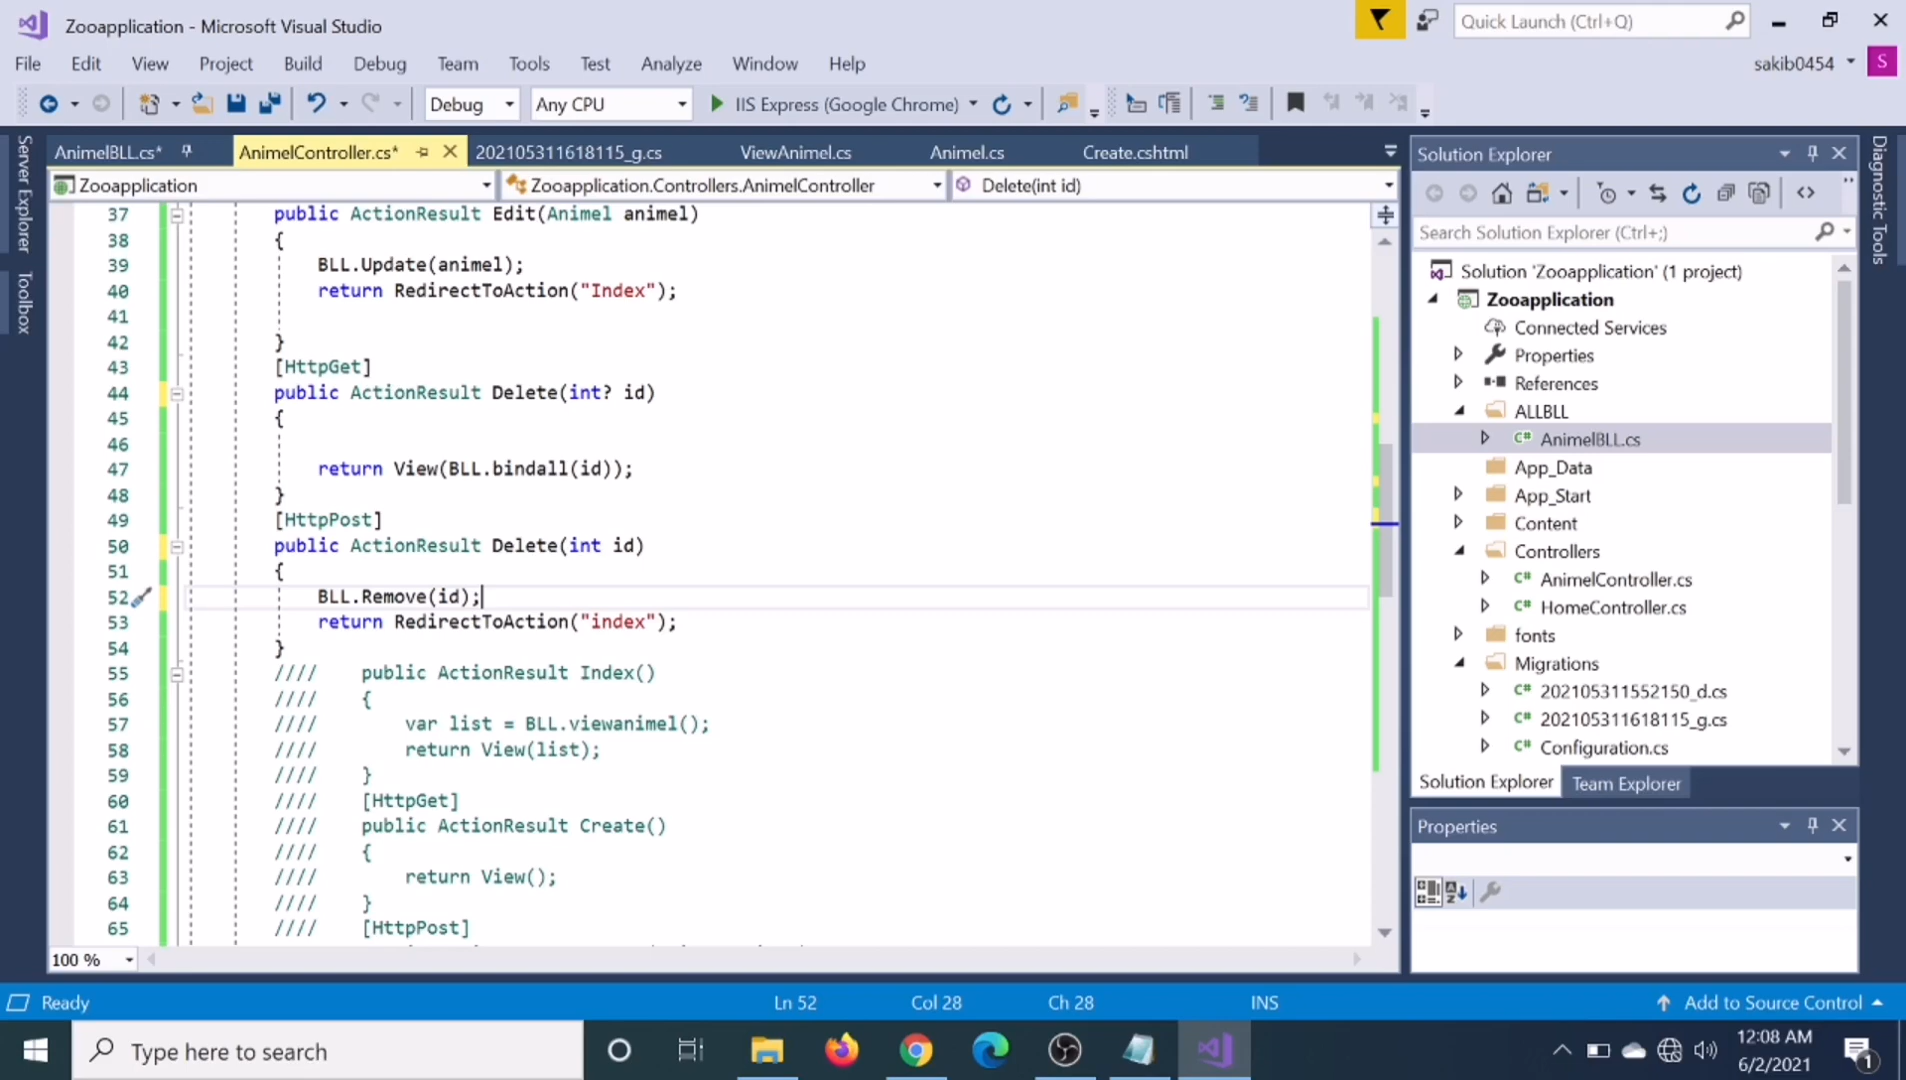 Zooapplication - Microsoft Visual Studio
Quick Launch (Ctrl+Q)
File Edit View Project Build Debug Team Tools Test Analyze Window Help
sakib0454
S
Debug
Any CPU
IIS Express (Google Chrome)
AnimelBLL.cs*
AnimelController.cs*
202105311618115_g.cs
ViewAnimel.cs
Animel.cs
Create.cshtml
Zooapplication
Zooapplication.Controllers.AnimelController
Delete(int id)
Server Explorer
Toolbox
37 public ActionResult Edit(Animel animel)
38 {
39 BLL.Update(animel);
40 return RedirectToAction("Index");
41
42 }
43 [HttpGet]
44 public ActionResult Delete(int? id)
45 {
46
47 return View(BLL.bindall(id));
48 }
49 [HttpPost]
50 public ActionResult Delete(int id)
51 {
52 BLL.Remove(id);
53 return RedirectToAction("index");
54 }
55 //// public ActionResult Index()
56 //// {
57 //// var list = BLL.viewanimel();
58 //// return View(list);
59 //// }
60 //// [HttpGet]
61 //// public ActionResult Create()
62 //// {
63 //// return View();
64 //// }
65 //// [HttpPost]
100 %
Solution Explorer
Search Solution Explorer (Ctrl+;)
Solution 'Zooapplication' (1 project)
Zooapplication
Connected Services
Properties
References
ALLBLL
C# AnimelBLL.cs
App_Data
App_Start
Content
Controllers
C# AnimelController.cs
C# HomeController.cs
fonts
Migrations
C# 202105311552150_d.cs
C# 202105311618115_g.cs
C# Configuration.cs
Solution Explorer
Team Explorer
Properties
Diagnostic Tools
Ready
Ln 52
Col 28
Ch 28
INS
Add to Source Control
Type here to search
12:08 AM
6/2/2021
1